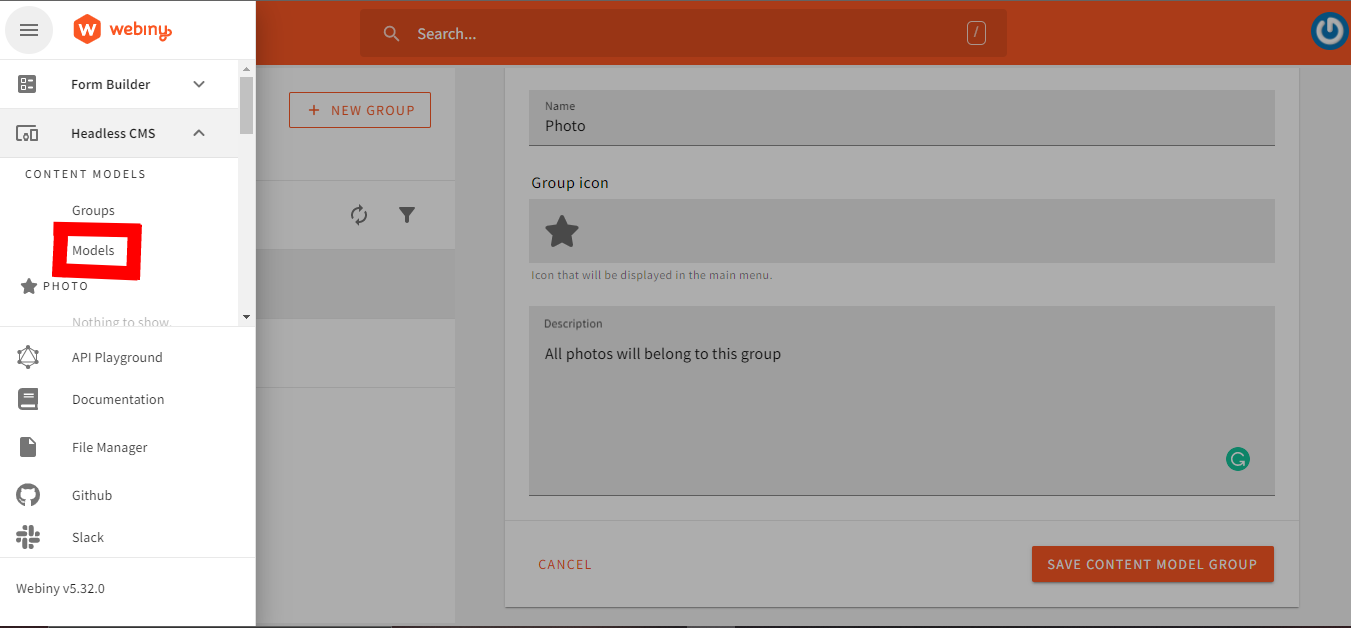 webiny
Search...
/
Form Builder
Headless CMS
CONTENT MODELS
Groups
Models
PHOTO
Nothing to show.
API Playground
Documentation
File Manager
Github
Slack
Webiny v5.32.0
+ NEW GROUP
Name
Photo
Group icon
Icon that will be displayed in the main menu.
Description
All photos will belong to this group
CANCEL
SAVE CONTENT MODEL GROUP